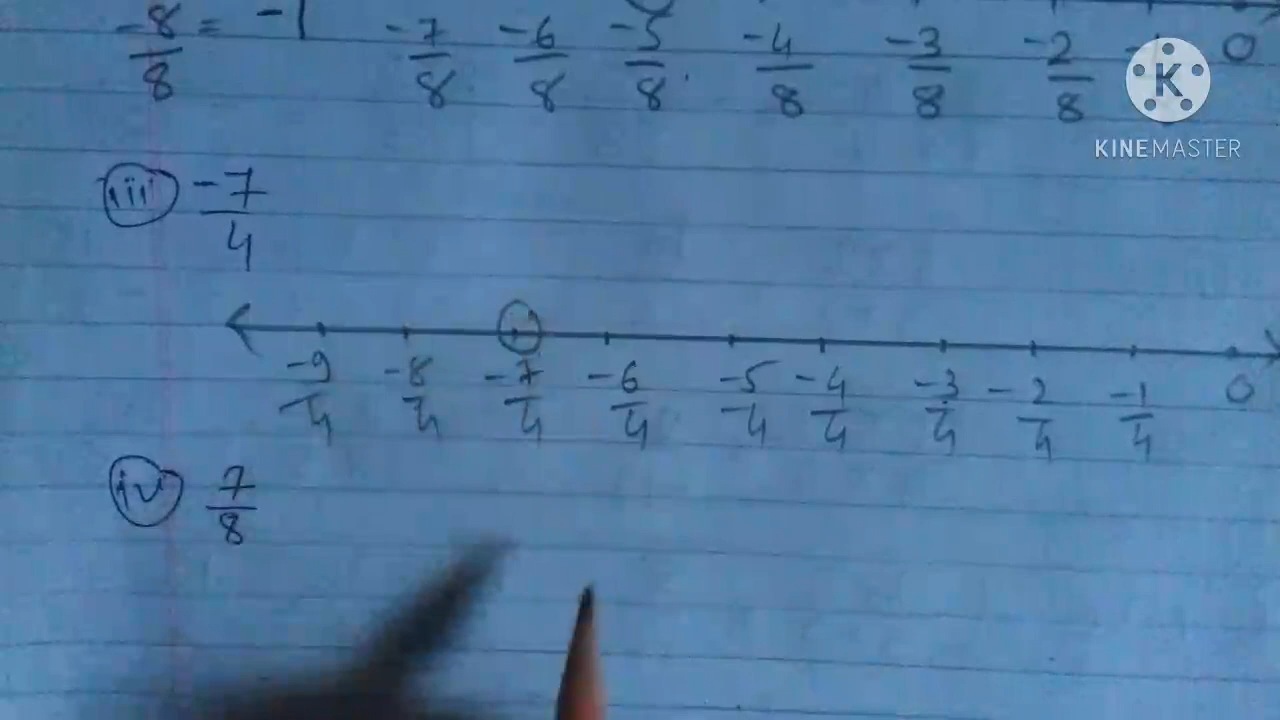 -8/8 = -1 -7/8 -6/8 -5/8 -4/8 -3/8 -2/8 0
K
KINEMASTER
iii -7/4
-9/4 -8/4 -7/4 -6/4 -5/4 -4/4 -3/4 -2/4 -1/4 0
iv 7/8